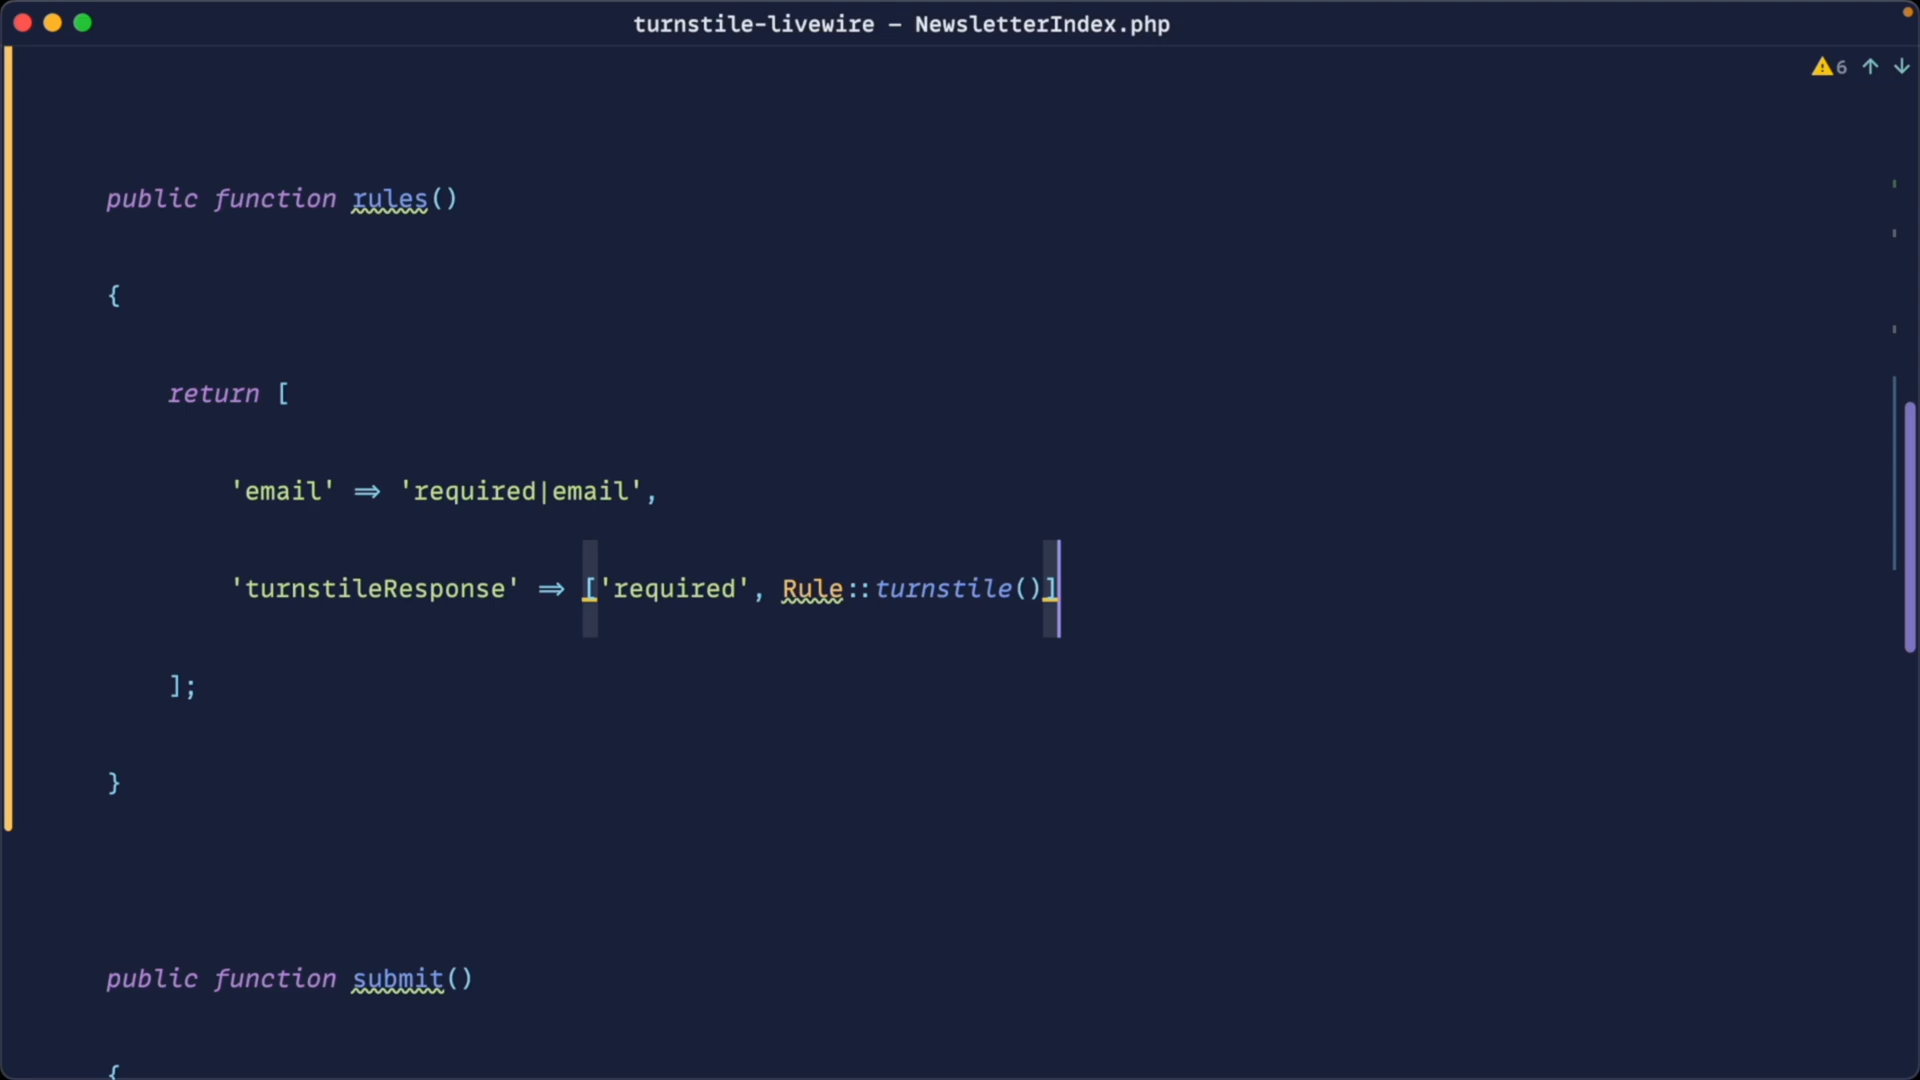 turnstile-livewire – NewsletterIndex.php
6
public function rules()
{
return [
'email' => 'required|email',
'turnstileResponse' => ['required', Rule::turnstile()]
];
}
public function submit()
{